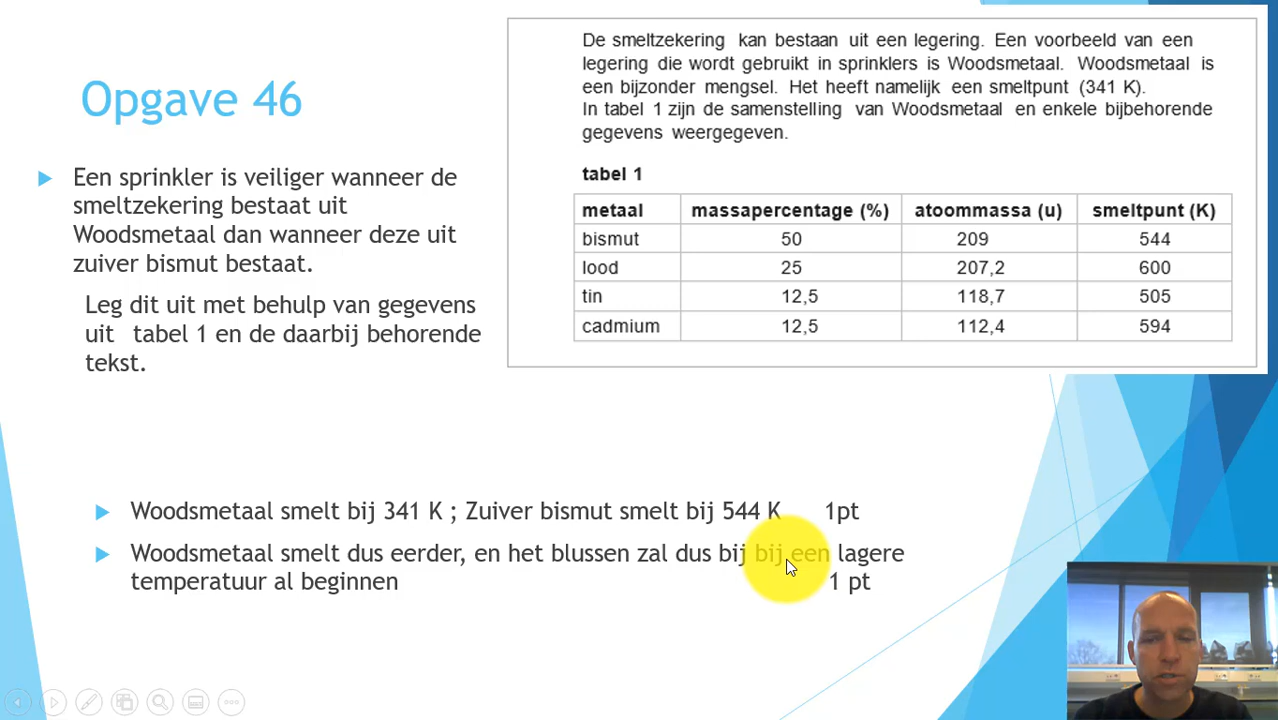 Opgave 46
Een sprinkler is veiliger wanneer de
smeltzekering bestaat uit
Woodsmetaal dan wanneer deze uit
zuiver bismut bestaat.
Leg dit uit met behulp van gegevens
uit tabel 1 en de daarbij behorende
tekst.
De smeltzekering kan bestaan uit een legering. Een voorbeeld van een
legering die wordt gebruikt in sprinklers is Woodsmetaal. Woodsmetaal is
een bijzonder mengsel. Het heeft namelijk een smeltpunt (341 K).
In tabel 1 zijn de samenstelling van Woodsmetaal en enkele bijbehorende
gegevens weergegeven.
tabel 1
metaal massapercentage (%) atoommassa (u) smeltpunt (K)
bismut 50 209 544
lood 25 207,2 600
tin 12,5 118,7 505
cadmium 12,5 112,4 594
Woodsmetaal smelt bij 341 K ; Zuiver bismut smelt bij 544 K 1pt
Woodsmetaal smelt dus eerder, en het blussen zal dus bij bij een lagere
temperatuur al beginnen 1 pt